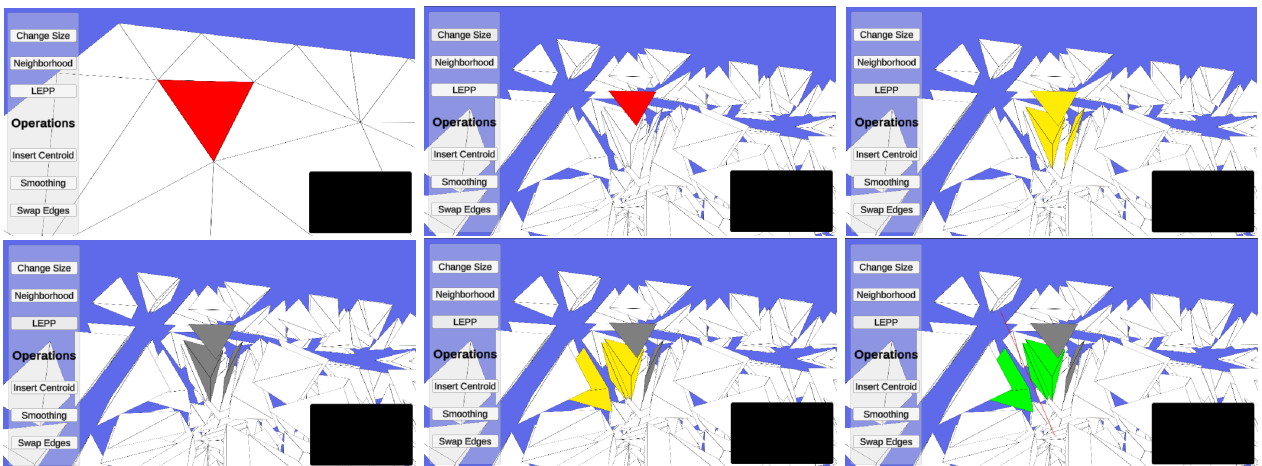 Change Size
Neighborhood
LEPP
Operations
Insert Centroid
Smoothing
Swap Edges
Change Size
Neighborhood
LEPP
Operations
Insert Centroid
Smoothing
Swap Edges
Change Size
Neighborhood
LEPP
Operations
Insert Centroid
Smoothing
Swap Edges
Change Size
Neighborhood
LEPP
Operations
Insert Centroid
Smoothing
Swap Edges
Change Size
Neighborhood
LEPP
Operations
Insert Centroid
Smoothing
Swap Edges
Change Size
Neighborhood
LEPP
Operations
Insert Centroid
Smoothing
Swap Edges